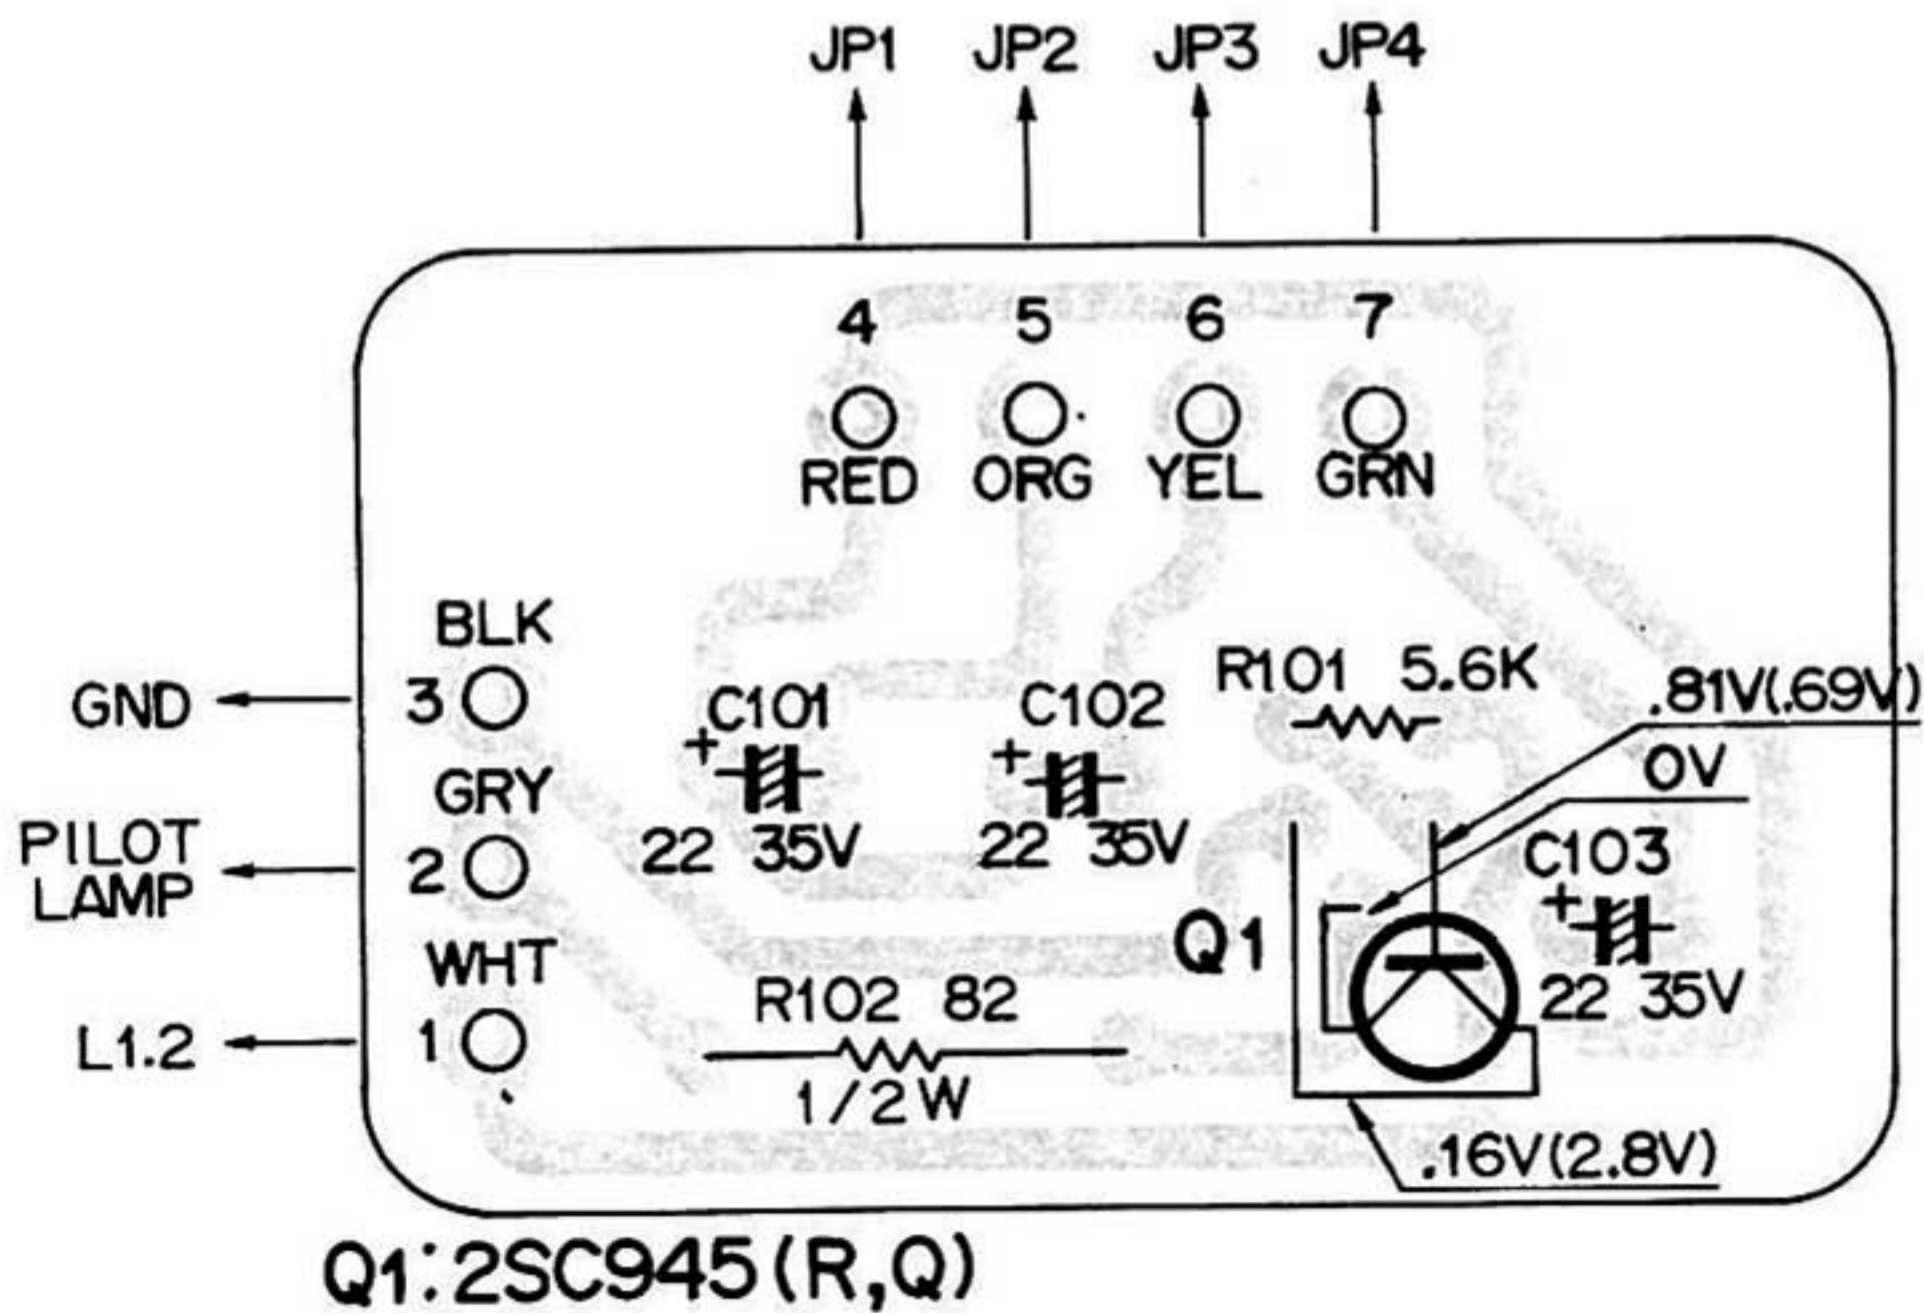 JP1 JP2 JP3 JP4
4 5 6 7
RED ORG YEL GRN
BLK
GND 3
GRY
PILOT
LAMP
2
WHT
L1.2 1
C101
+
22 35V
C102
+
22 35V
R101 5.6K
.81V(.69V)
0V
C103
+
22 35V
Q1
R102 82
1/2W
.16V(2.8V)
Q1:2SC945(R,Q)